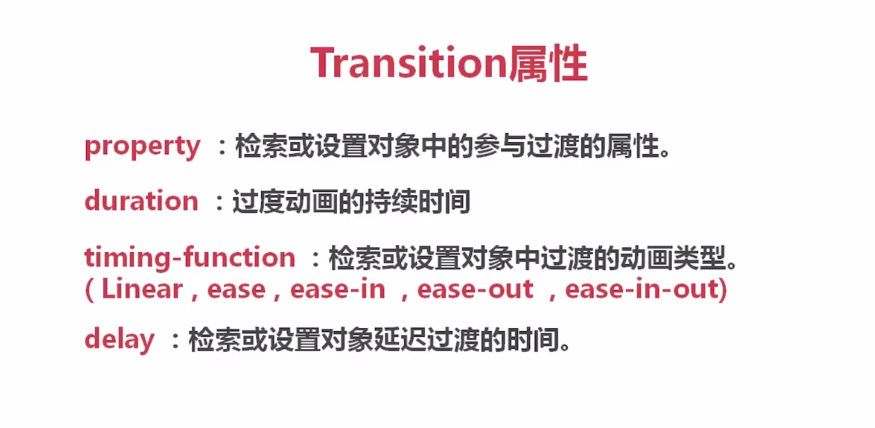 Transition属性
property ：检索或设置对象中的参与过渡的属性。
duration ：过度动画的持续时间
timing-function ：检索或设置对象中过渡的动画类型。
( Linear , ease , ease-in , ease-out , ease-in-out)
delay ：检索或设置对象延迟过渡的时间。